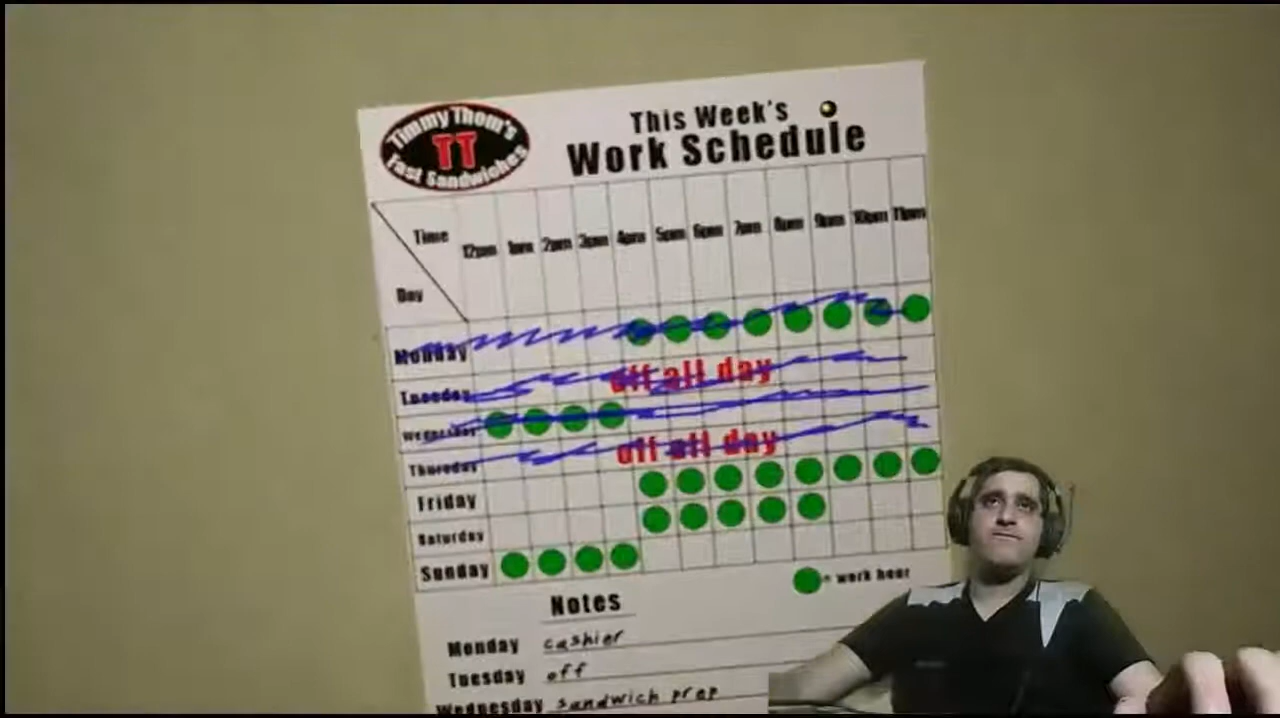 Timmy Thom's
TT
Fast Sandwiches
This Week's
Work Schedule
Time
Day
12pm 1pm 2pm 3pm 4pm 5pm 6pm 7pm 8pm 9pm 10pm 11pm
Monday
Tuesday off all day
Wednesday
Thursday off all day
Friday
Saturday
Sunday
= work hour
Notes
Monday cashier
Tuesday off
Wednesday sandwich prep